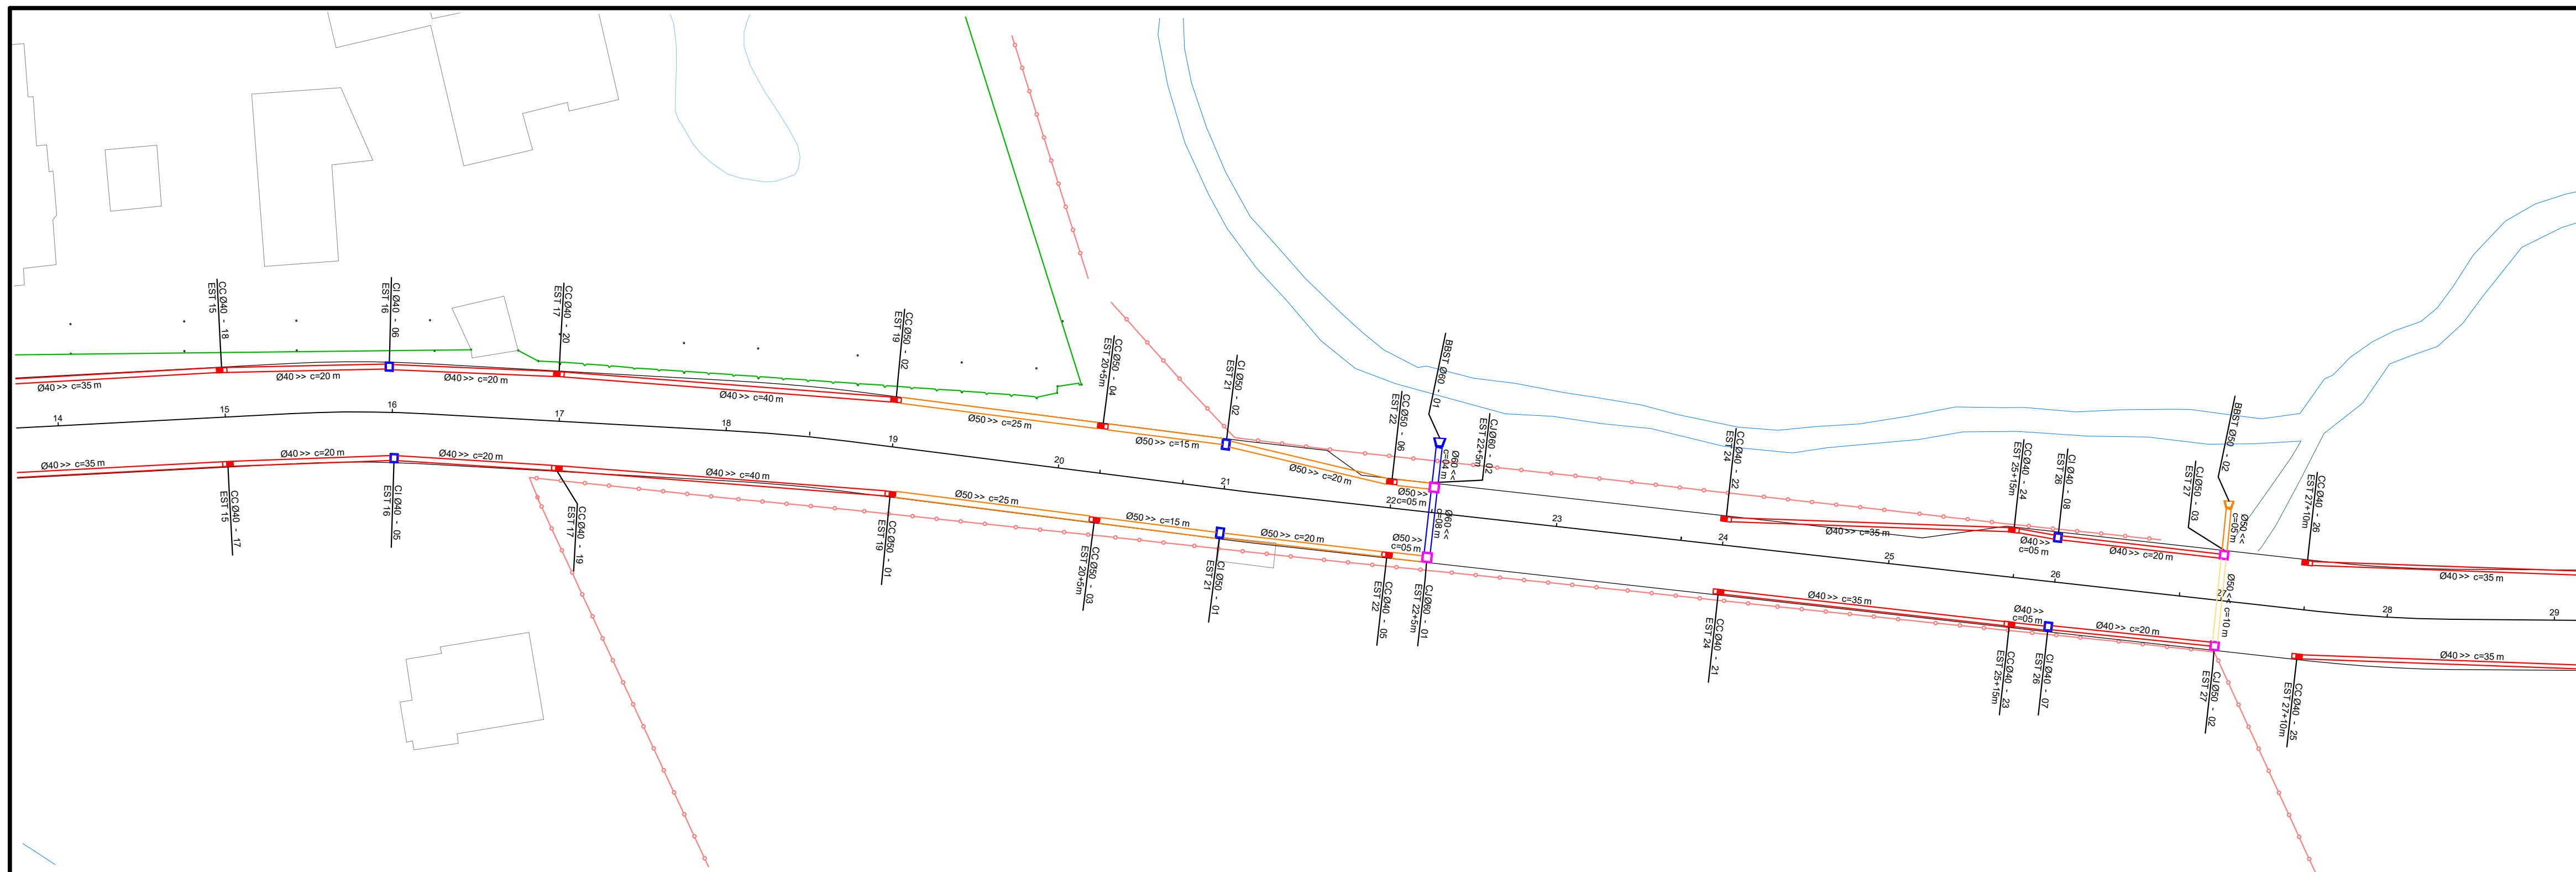 CC Ø40 - 18
EST 15
CI Ø40 - 06
EST 16
CC Ø40 - 20
EST 17
CC Ø50 - 02
EST 19
CC Ø50 - 04
EST 20+5m
CI Ø50 - 02
EST 21
CC Ø50 - 06
EST 22
BBST Ø60 - 01
CJ Ø60 - 02
EST 22+5m
CC Ø40 - 22
EST 24
CC Ø40 - 24
EST 25+15m
CI Ø40 - 08
EST 26
CJ Ø50 - 03
EST 27
BBST Ø50 - 02
CC Ø40 - 26
EST 27+10m
Ø40 >> c=35 m
Ø40 >> c=20 m
Ø40 >> c=20 m
Ø40 >> c=40 m
Ø50 >> c=25 m
Ø50 >> c=15 m
Ø50 >> c=20 m
Ø50 >>
c=05 m
Ø60 <<
c=04 m
Ø40 >> c=35 m
Ø40 >>
c=05 m
Ø40 >> c=20 m
Ø50 <<
c=05 m
Ø40 >> c=35 m
14
15
16
17
18
19
20
21
22
23
24
25
26
27
28
29
Ø40 >> c=35 m
Ø40 >> c=20 m
Ø40 >> c=20 m
Ø40 >> c=40 m
Ø50 >> c=25 m
Ø50 >> c=15 m
Ø50 >> c=20 m
Ø50 >>
c=05 m
Ø60 <<
c=08 m
Ø40 >> c=35 m
Ø40 >>
c=05 m
Ø40 >> c=20 m
Ø50 << c=10 m
Ø40 >> c=35 m
CC Ø40 - 17
EST 15
CI Ø40 - 05
EST 16
CC Ø40 - 19
EST 17
CC Ø50 - 01
EST 19
CC Ø50 - 03
EST 20+5m
CI Ø50 - 01
EST 21
CC Ø40 - 05
EST 22
CJ Ø60 - 01
EST 22+5m
CC Ø40 - 21
EST 24
CC Ø40 - 23
EST 25+15m
CI Ø40 - 07
EST 26
CJ Ø50 - 02
EST 27
CC Ø40 - 25
EST 27+10m